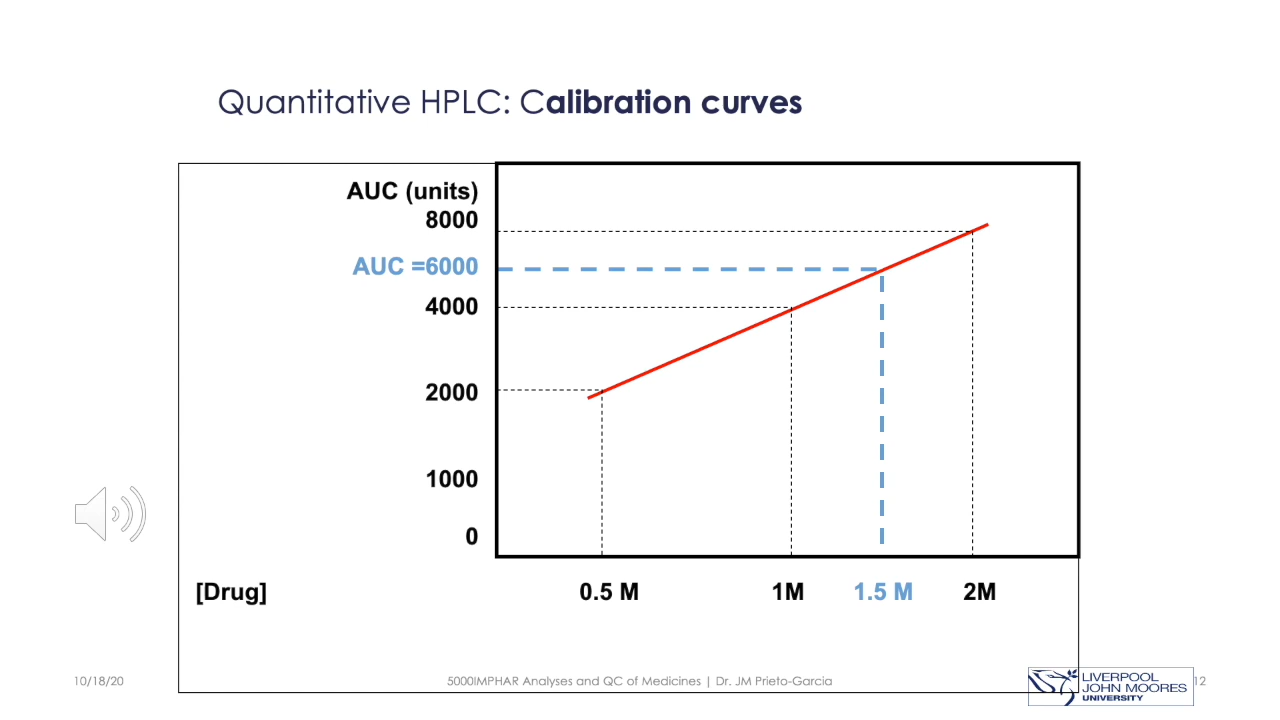 Quantitative HPLC: Calibration curves
AUC (units)
8000
AUC =6000
4000
2000
1000
0
[Drug]
0.5 M
1M
1.5 M
2M
10/18/20
5000IMPHAR Analyses and QC of Medicines | Dr. JM Prieto-Garcia
LIVERPOOL
JOHN MOORES
UNIVERSITY
12